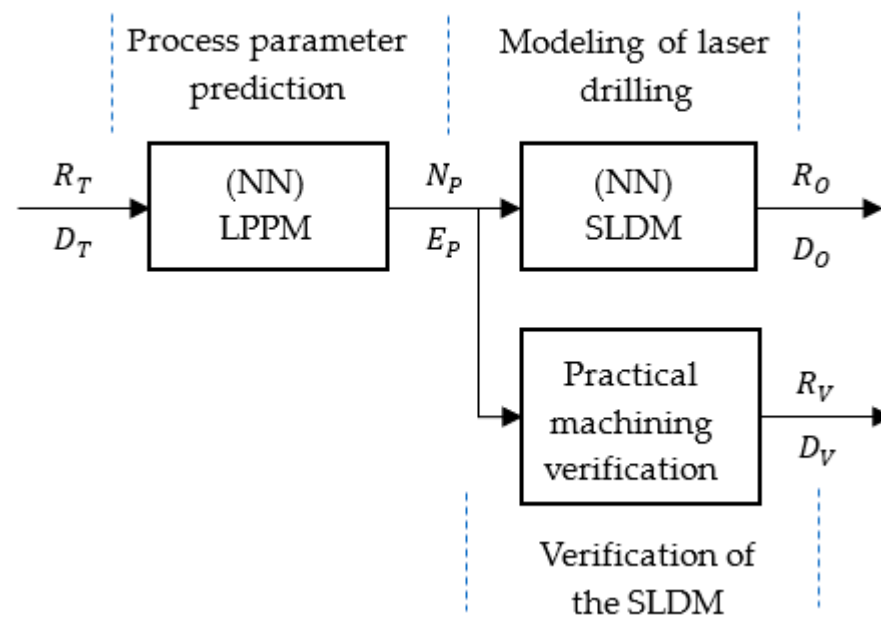 Process parameter
prediction
Modeling of laser
drilling
R_T
D_T
(NN)
LPPM
N_P
E_P
(NN)
SLDM
R_O
D_O
Practical
machining
verification
R_V
D_V
Verification of
the SLDM